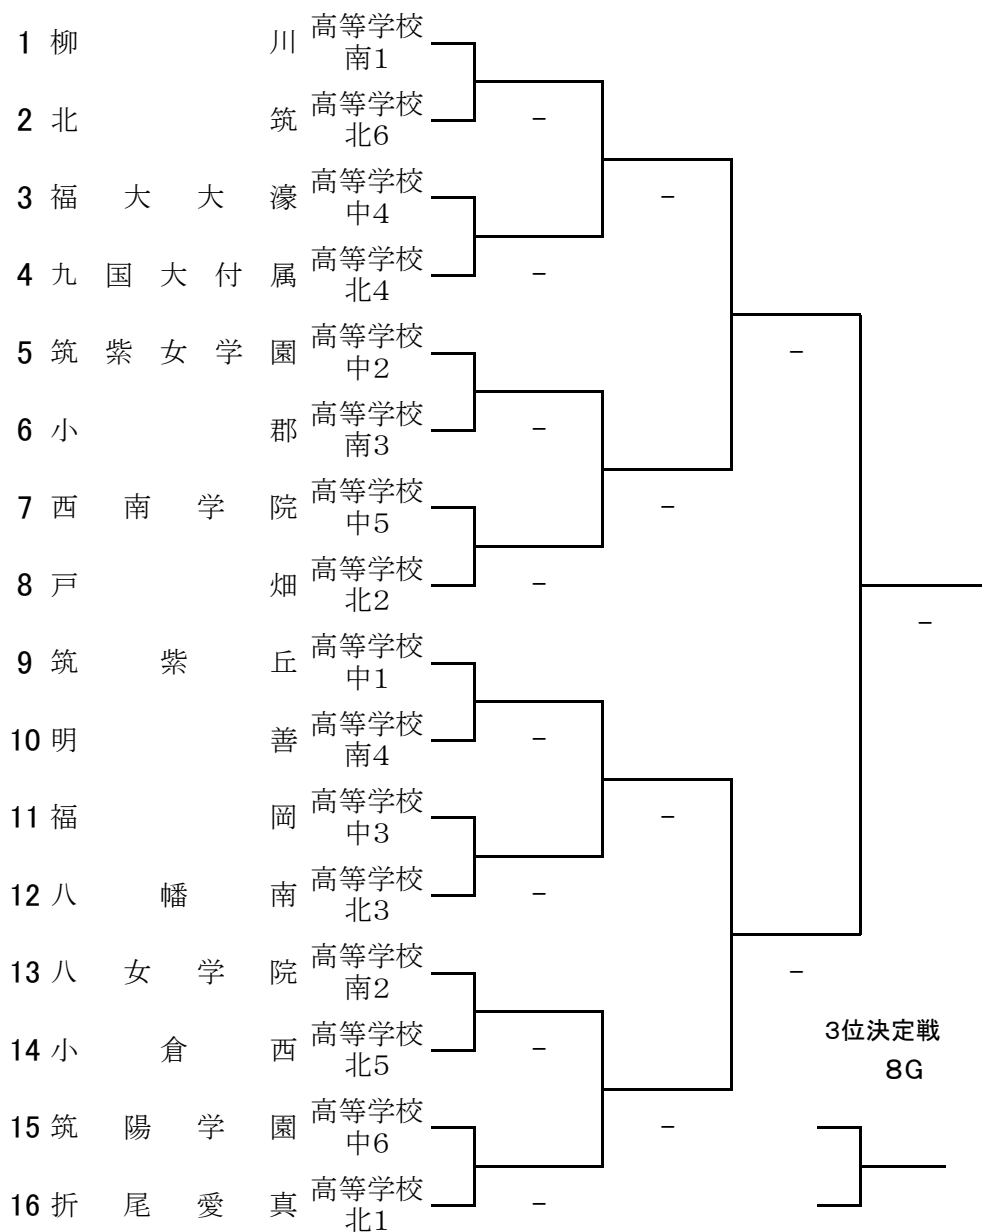 1 柳川 高等学校
南1
2 北筑 高等学校
北6
–
3 福大大濠 高等学校
中4
–
4 九国大付属 高等学校
北4
–
5 筑紫女学園 高等学校
中2
–
6 小郡 高等学校
南3
–
7 西南学院 高等学校
中5
–
8 戸畑 高等学校
北2
–
–
9 筑紫丘 高等学校
中1
10 明善 高等学校
南4
–
11 福岡 高等学校
中3
–
12 八幡南 高等学校
北3
–
13 八女学院 高等学校
南2
–
14 小倉西 高等学校
北5
–
3位決定戦
8G
15 筑陽学園 高等学校
中6
–
16 折尾愛真 高等学校
北1
–